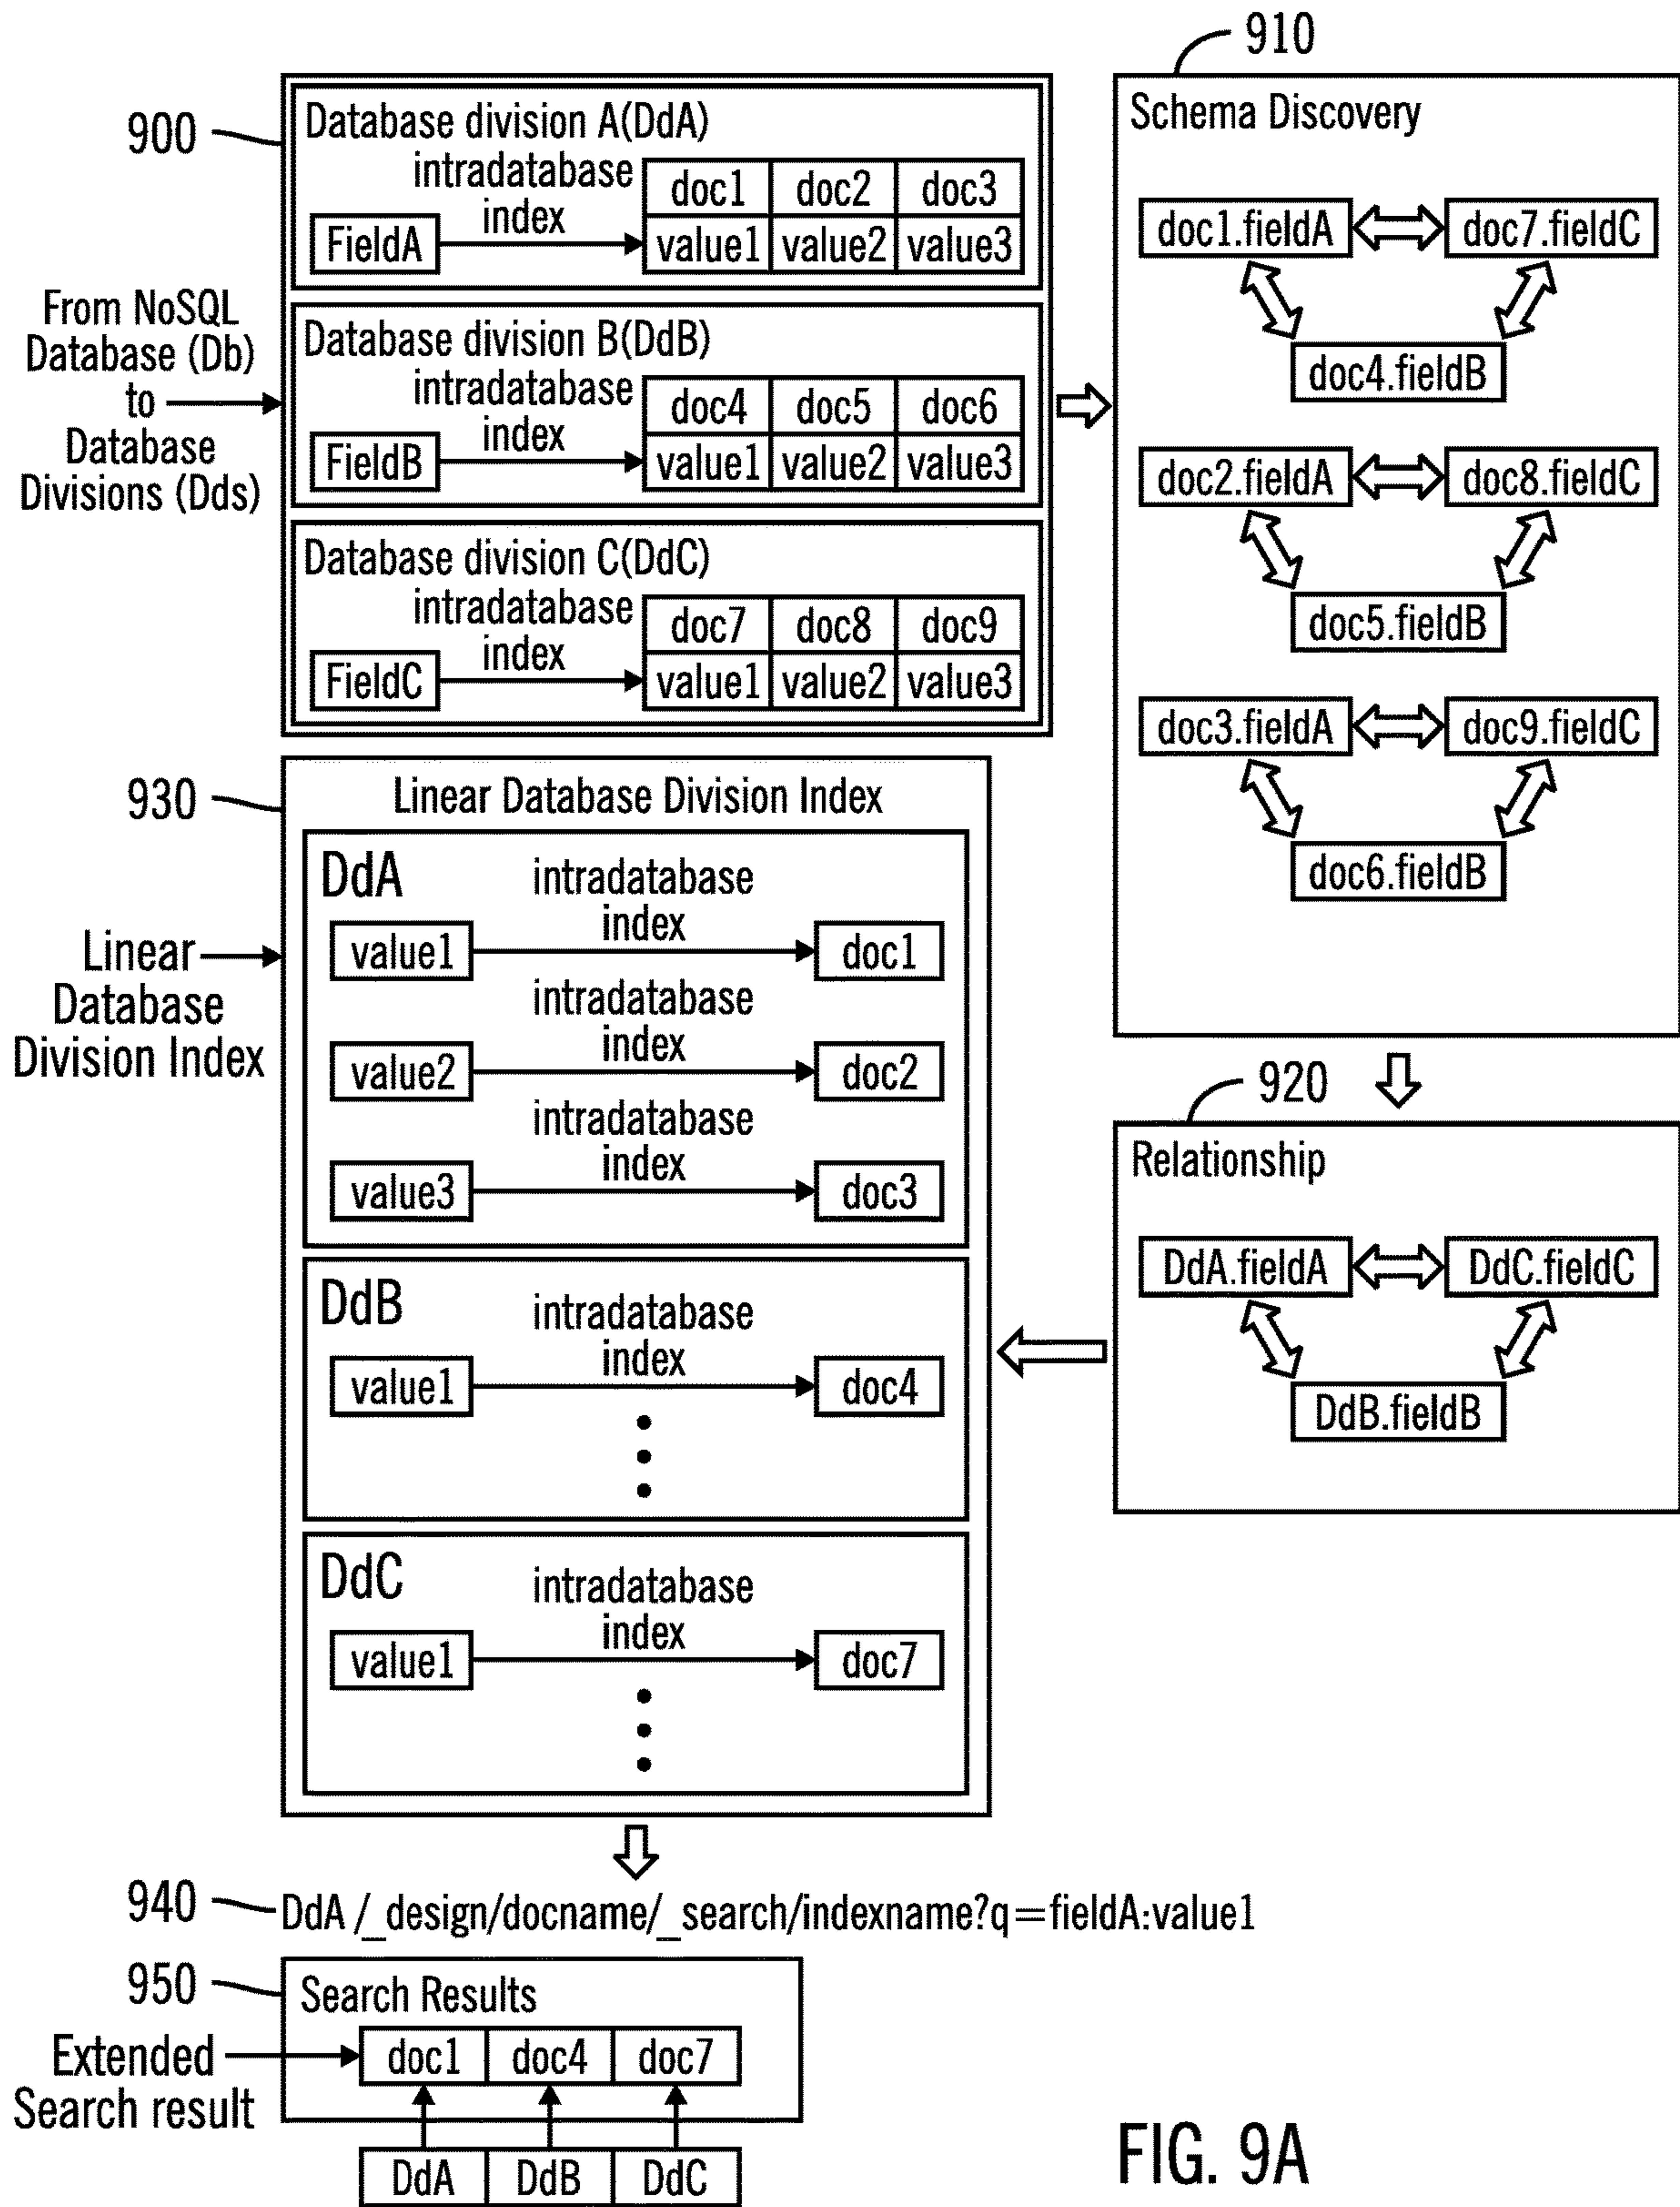 910
900
Database division A(DdA)
intradatabase
index
FieldA
doc1 doc2 doc3
value1 value2 value3
From NoSQL
Database (Db)
to
Database
Divisions (Dds)
Database division B(DdB)
intradatabase
index
FieldB
doc4 doc5 doc6
value1 value2 value3
Database division C(DdC)
intradatabase
index
FieldC
doc7 doc8 doc9
value1 value2 value3
Schema Discovery
doc1.fieldA doc7.fieldC
doc4.fieldB
doc2.fieldA doc8.fieldC
doc5.fieldB
doc3.fieldA doc9.fieldC
doc6.fieldB
920
Relationship
DdA.fieldA DdC.fieldC
DdB.fieldB
930
Linear
Database
Division Index
Linear Database Division Index
DdA
intradatabase
index
value1 doc1
intradatabase
index
value2 doc2
intradatabase
index
value3 doc3
DdB
intradatabase
index
value1 doc4
DdC
intradatabase
index
value1 doc7
940
DdA /_design/docname/_search/indexname?q=fieldA:value1
950
Search Results
Extended
Search result
doc1 doc4 doc7
DdA DdB DdC
FIG. 9A